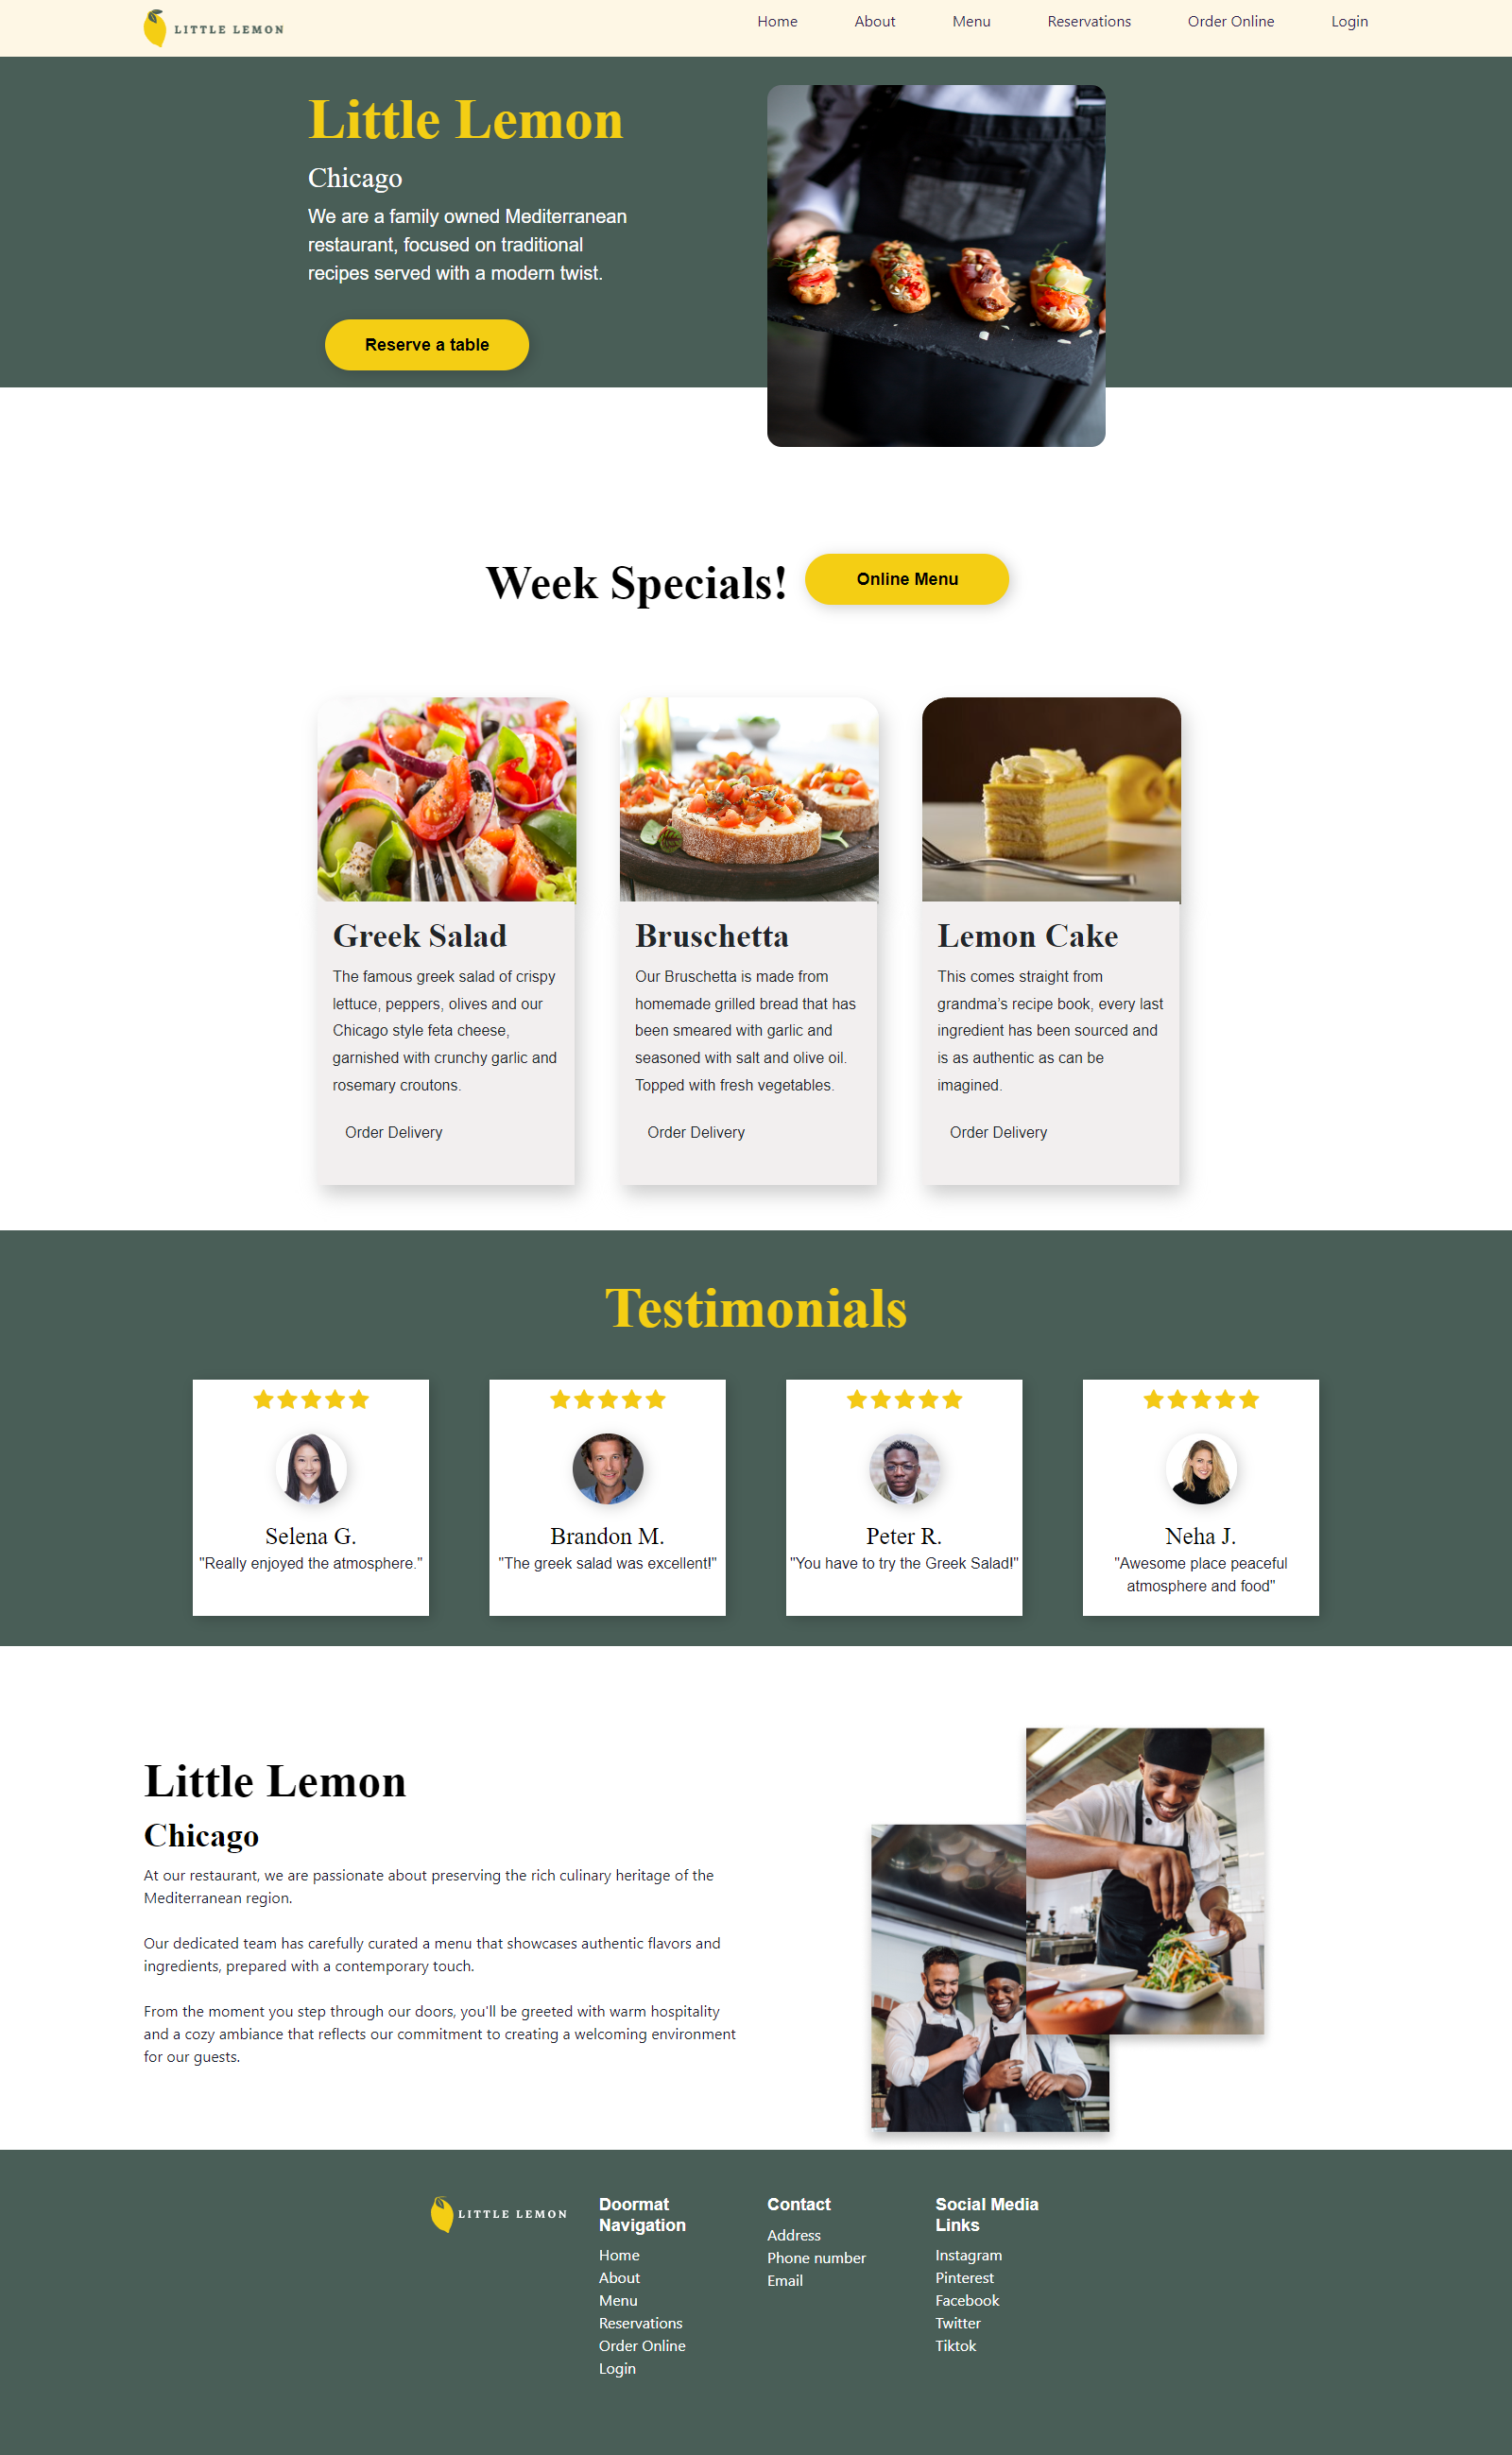 LITTLE LEMON
Home About Menu Reservations Order Online Login
Little Lemon
Chicago
We are a family owned Mediterranean
restaurant, focused on traditional
recipes served with a modern twist.
Reserve a table
Week Specials!
Online Menu
Greek Salad
The famous greek salad of crispy
lettuce, peppers, olives and our
Chicago style feta cheese,
garnished with crunchy garlic and
rosemary croutons.
Order Delivery
Bruschetta
Our Bruschetta is made from
homemade grilled bread that has
been smeared with garlic and
seasoned with salt and olive oil.
Topped with fresh vegetables.
Order Delivery
Lemon Cake
This comes straight from
grandma’s recipe book, every last
ingredient has been sourced and
is as authentic as can be
imagined.
Order Delivery
Testimonials
Selena G.
"Really enjoyed the atmosphere."
Brandon M.
"The greek salad was excellent!"
Peter R.
"You have to try the Greek Salad!"
Neha J.
"Awesome place peaceful
atmosphere and food"
Little Lemon
Chicago
At our restaurant, we are passionate about preserving the rich culinary heritage of the
Mediterranean region.
Our dedicated team has carefully curated a menu that showcases authentic flavors and
ingredients, prepared with a contemporary touch.
From the moment you step through our doors, you'll be greeted with warm hospitality
and a cozy ambiance that reflects our commitment to creating a welcoming environment
for our guests.
LITTLE LEMON
Doormat
Navigation
Home
About
Menu
Reservations
Order Online
Login
Contact
Address
Phone number
Email
Social Media
Links
Instagram
Pinterest
Facebook
Twitter
Tiktok